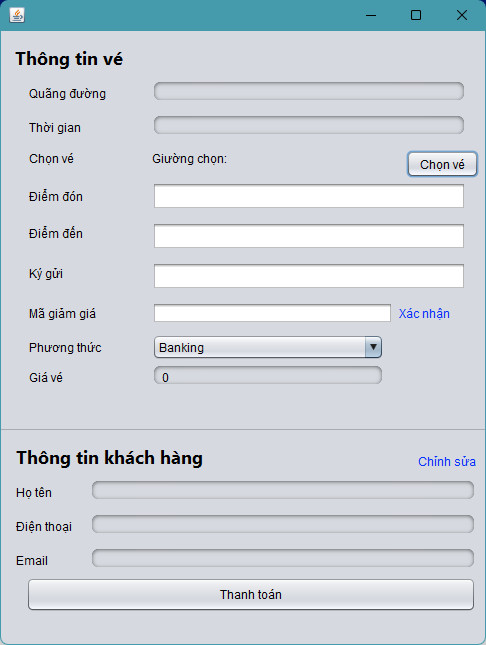 Thông tin vé
Quãng đường
Thời gian
Chọn vé Giường chọn: Chọn vé
Điểm đón
Điểm đến
Ký gửi
Mã giảm giá Xác nhận
Phương thức Banking
Giá vé 0
Thông tin khách hàng Chỉnh sửa
Họ tên
Điện thoại
Email
Thanh toán